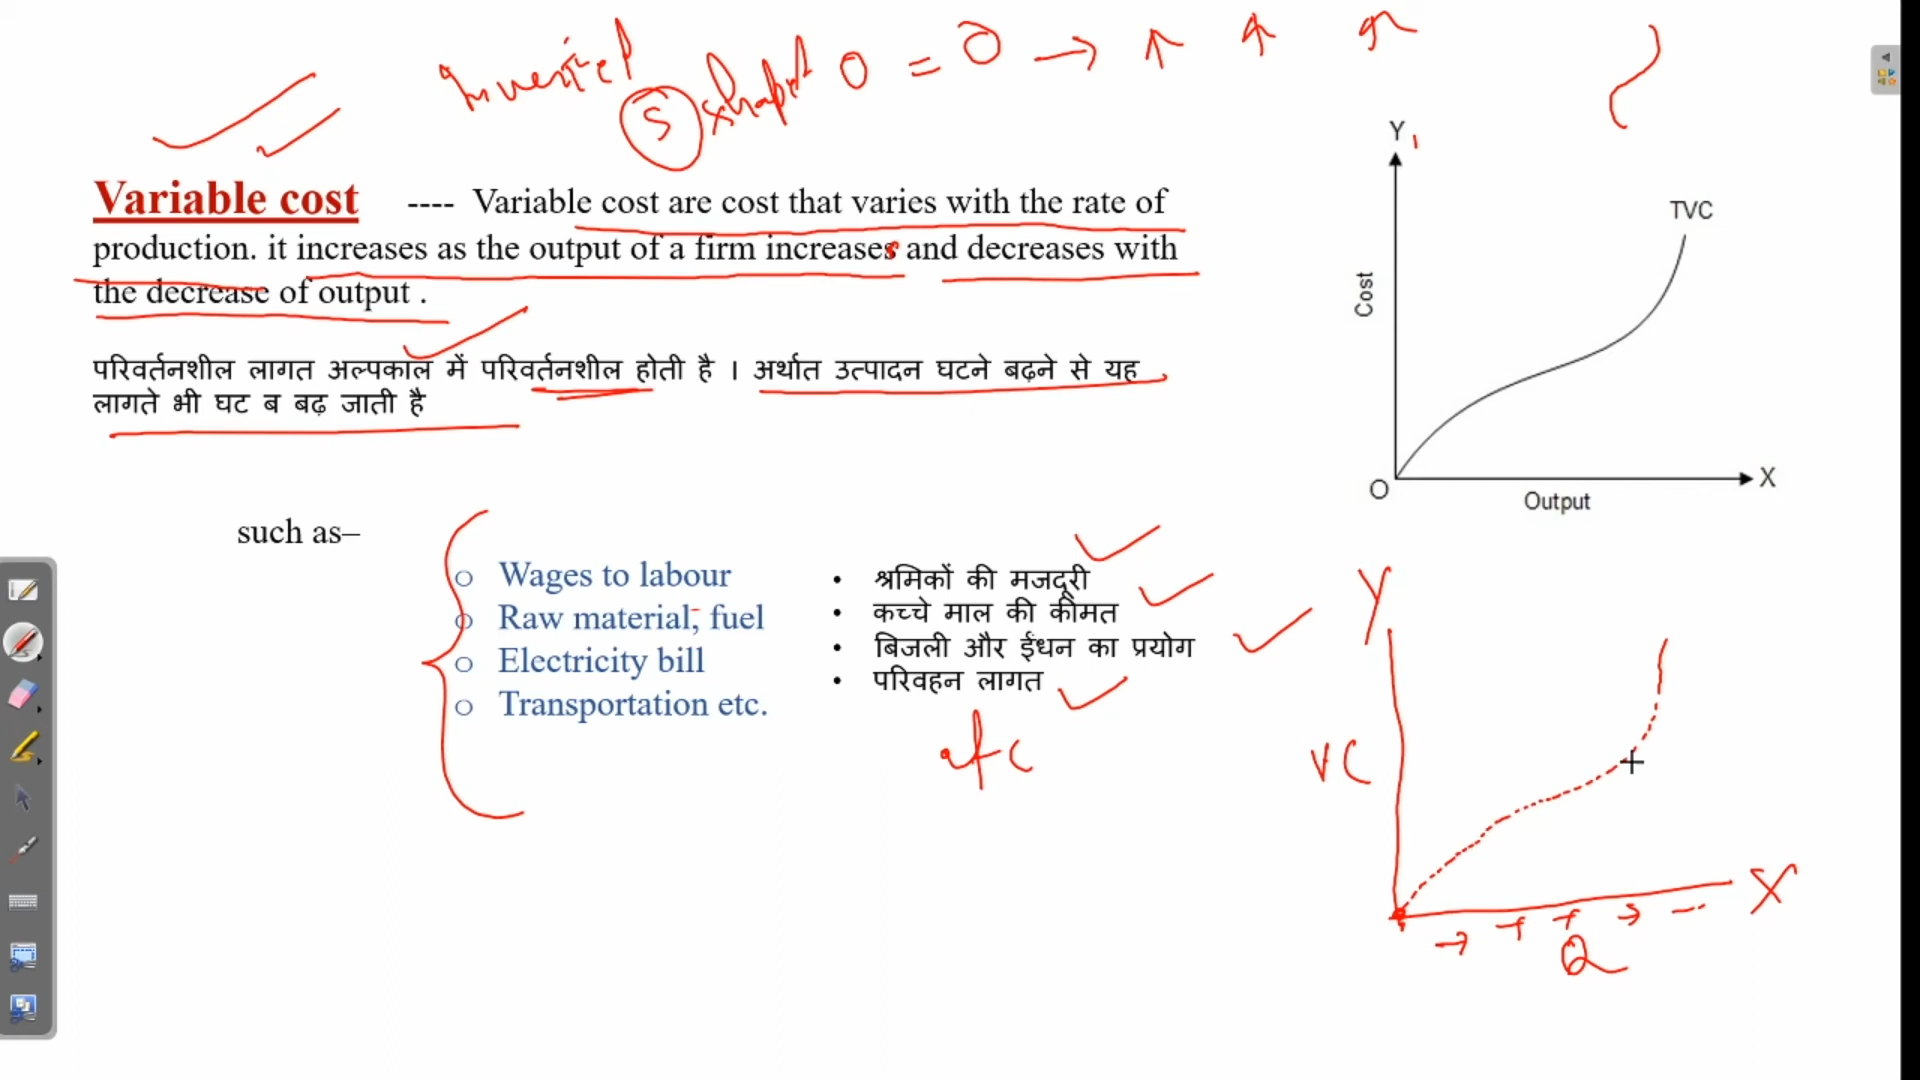 Inverted
S shaped 0 = 0 → ↑ ↑ ↑
Variable cost ---- Variable cost are cost that varies with the rate of
production. it increases as the output of a firm increases and decreases with
the decrease of output .
परिवर्तनशील लागत अल्पकाल में परिवर्तनशील होती है । अर्थात उत्पादन घटने बढ़ने से यह
लागते भी घट ब बढ़ जाती है
such as–
o Wages to labour
o Raw material, fuel
o Electricity bill
o Transportation etc.
• श्रमिकों की मजदूरी
• कच्चे माल की कीमत
• बिजली और ईंधन का प्रयोग
• परिवहन लागत
Y
TVC
Cost
O
X
Output
Y
VC
X
Q